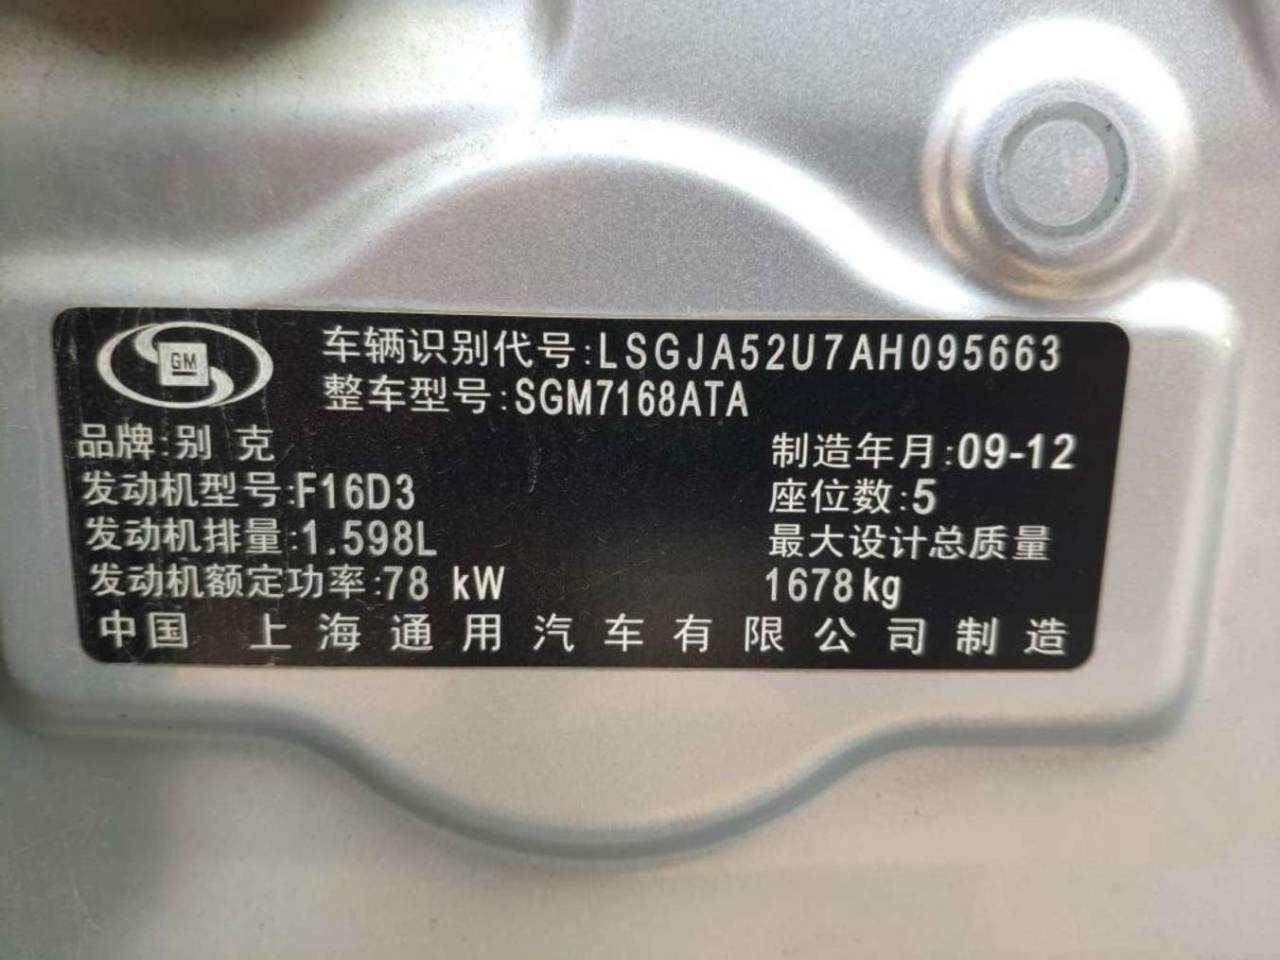 GM
车辆识别代号:LSGJA52U7AH095663
整车型号:SGM7168ATA
品牌:别 克
制造年月:09-12
发动机型号:F16D3
座位数:5
发动机排量:1.598L
最大设计总质量
发动机额定功率:78 kW
1678kg
中国 上海通用汽车有限公司制造